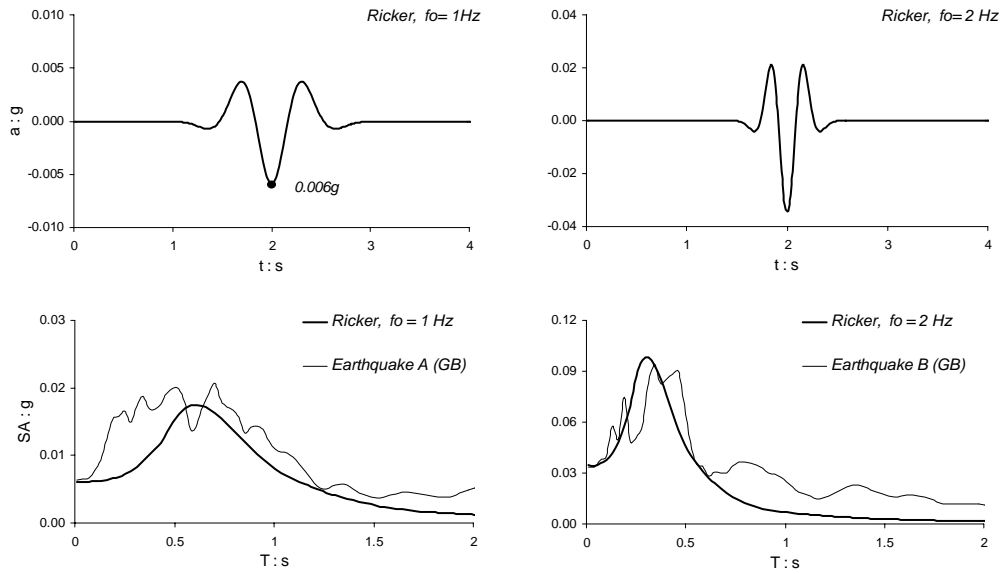 Ricker, fo= 1Hz
0.010
0.005
0.000
-0.005
-0.010
a : g
0.006g
0 1 2 3 4
t : s
Ricker, fo= 2 Hz
0.04
0.02
0.00
-0.02
-0.04
0 1 2 3 4
t : s
0.03
0.02
0.01
0.00
SA : g
Ricker, fo= 1 Hz
Earthquake A (GB)
0 0.5 1 1.5 2
T : s
0.12
0.09
0.06
0.03
0.00
Ricker, fo= 2 Hz
Earthquake B (GB)
0 0.5 1 1.5 2
T : s